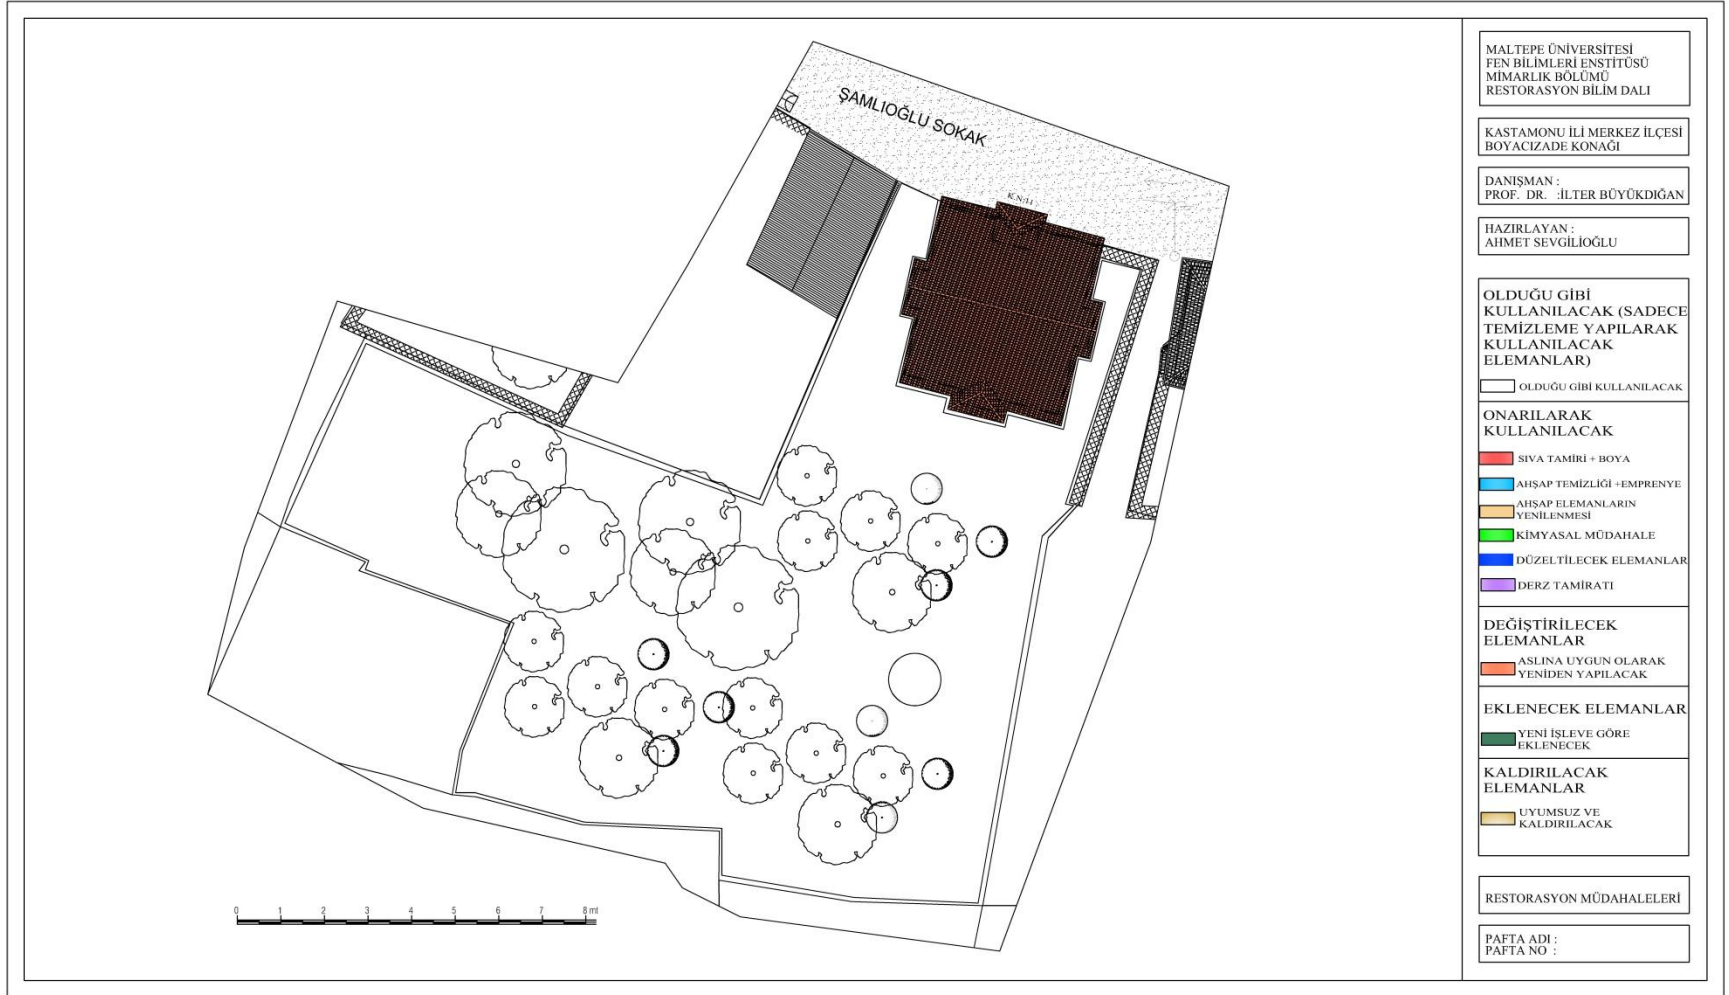 ŞAMLIOĞLU SOKAK
K.N:14
0 1 2 3 4 5 6 7 8 mt
MALTEPE ÜNİVERSİTESİ
FEN BİLİMLERİ ENSTİTÜSÜ
MİMARLIK BÖLÜMÜ
RESTORASYON BİLİM DALI
KASTAMONU İLİ MERKEZ İLÇESİ
BOYACIZADE KONAĞI
DANIŞMAN :
PROF. DR. :İLTER BÜYÜKDIĞAN
HAZIRLAYAN :
AHMET SEVGİLİOĞLU
OLDUĞU GİBİ
KULLANILACAK (SADECE
TEMİZLEME YAPILARAK
KULLANILACAK
ELEMANLAR)
OLDUĞU GİBİ KULLANILACAK
ONARILARAK
KULLANILACAK
SIVA TAMİRİ + BOYA
AHŞAP TEMİZLİĞİ +EMPRENYE
AHŞAP ELEMANLARIN
YENİLENMESİ
KİMYASAL MÜDAHALE
DÜZELTİLECEK ELEMANLAR
DERZ TAMİRATI
DEĞİŞTİRİLECEK
ELEMANLAR
ASLINA UYGUN OLARAK
YENİDEN YAPILACAK
EKLENECEK ELEMANLAR
YENİ İŞLEVE GÖRE
EKLENECEK
KALDIRILACAK
ELEMANLAR
UYUMSUZ VE
KALDIRILACAK
RESTORASYON MÜDAHALELERİ
PAFTA ADI :
PAFTA NO :